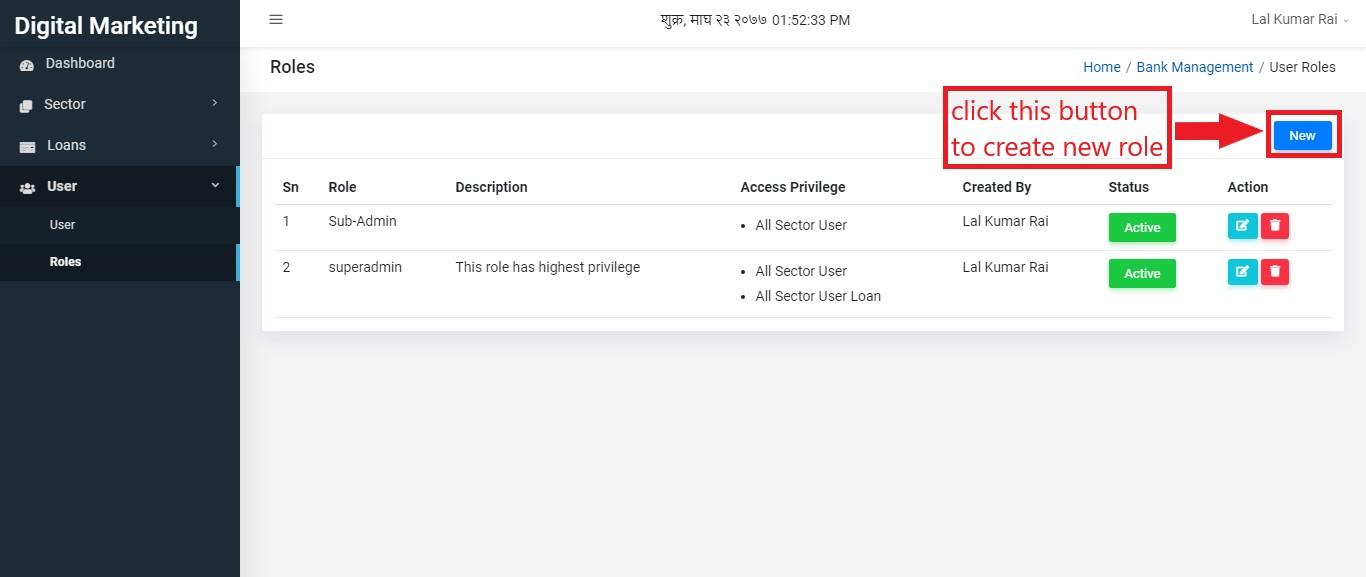 Digital Marketing
शुक्र, माघ २३ २०७७ 01:52:33 PM
Lal Kumar Rai
Dashboard
Sector
Loans
User
User
Roles
Roles
Home / Bank Management / User Roles
click this button
to create new role
New
Sn Role Description Access Privilege Created By Status Action
1 Sub-Admin All Sector User Lal Kumar Rai Active
2 superadmin This role has highest privilege All Sector User Lal Kumar Rai Active
All Sector User Loan